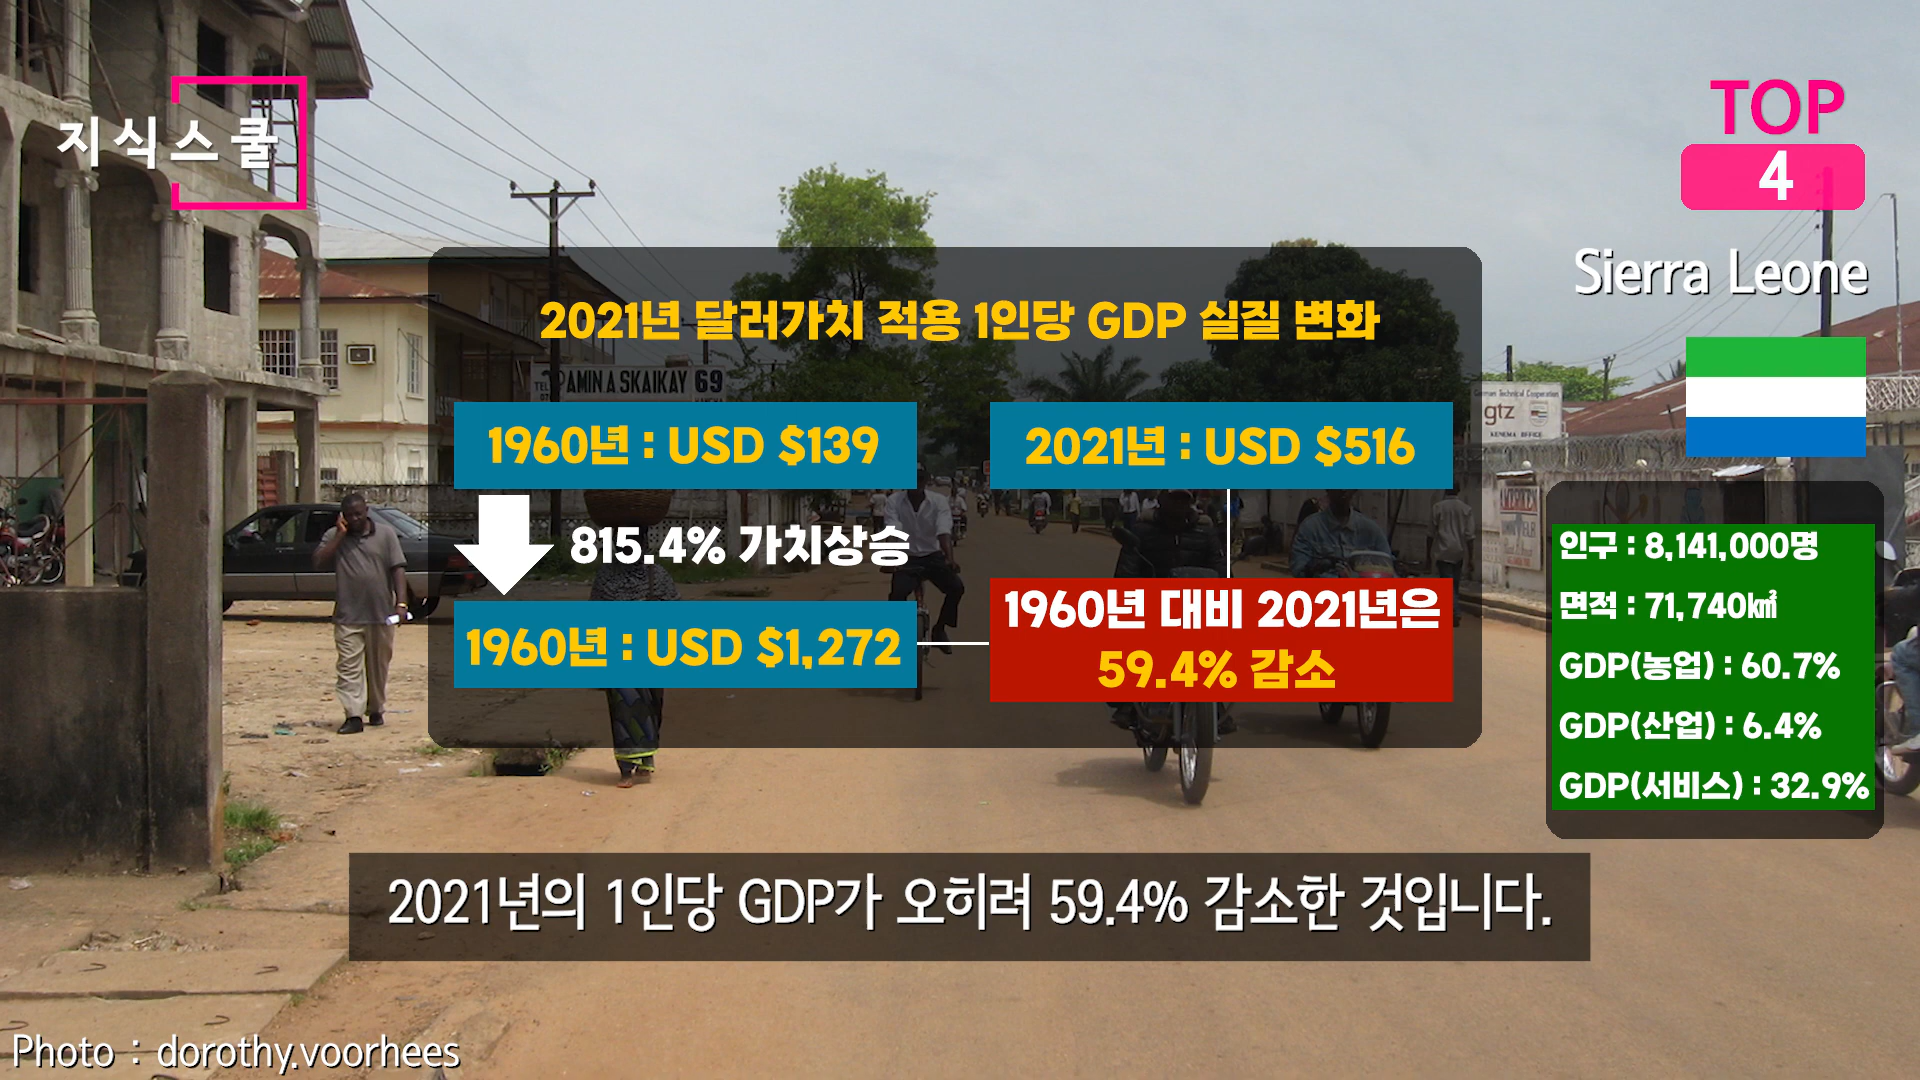 지식스쿨
TOP
4
Sierra Leone
2021년 달러가치 적용 1인당 GDP 실질 변화
AMINA SKAIKAY 69
1960년 : USD $139
2021년 : USD $516
815.4% 가치상승
1960년 : USD $1,272
1960년 대비 2021년은
59.4% 감소
gtz
KENEMA OFFICE
인구 : 8,141,000명
면적 : 71,740㎢
GDP(농업) : 60.7%
GDP(산업) : 6.4%
GDP(서비스) : 32.9%
2021년의 1인당 GDP가 오히려 59.4% 감소한 것입니다.
Photo : dorothy.voorhees